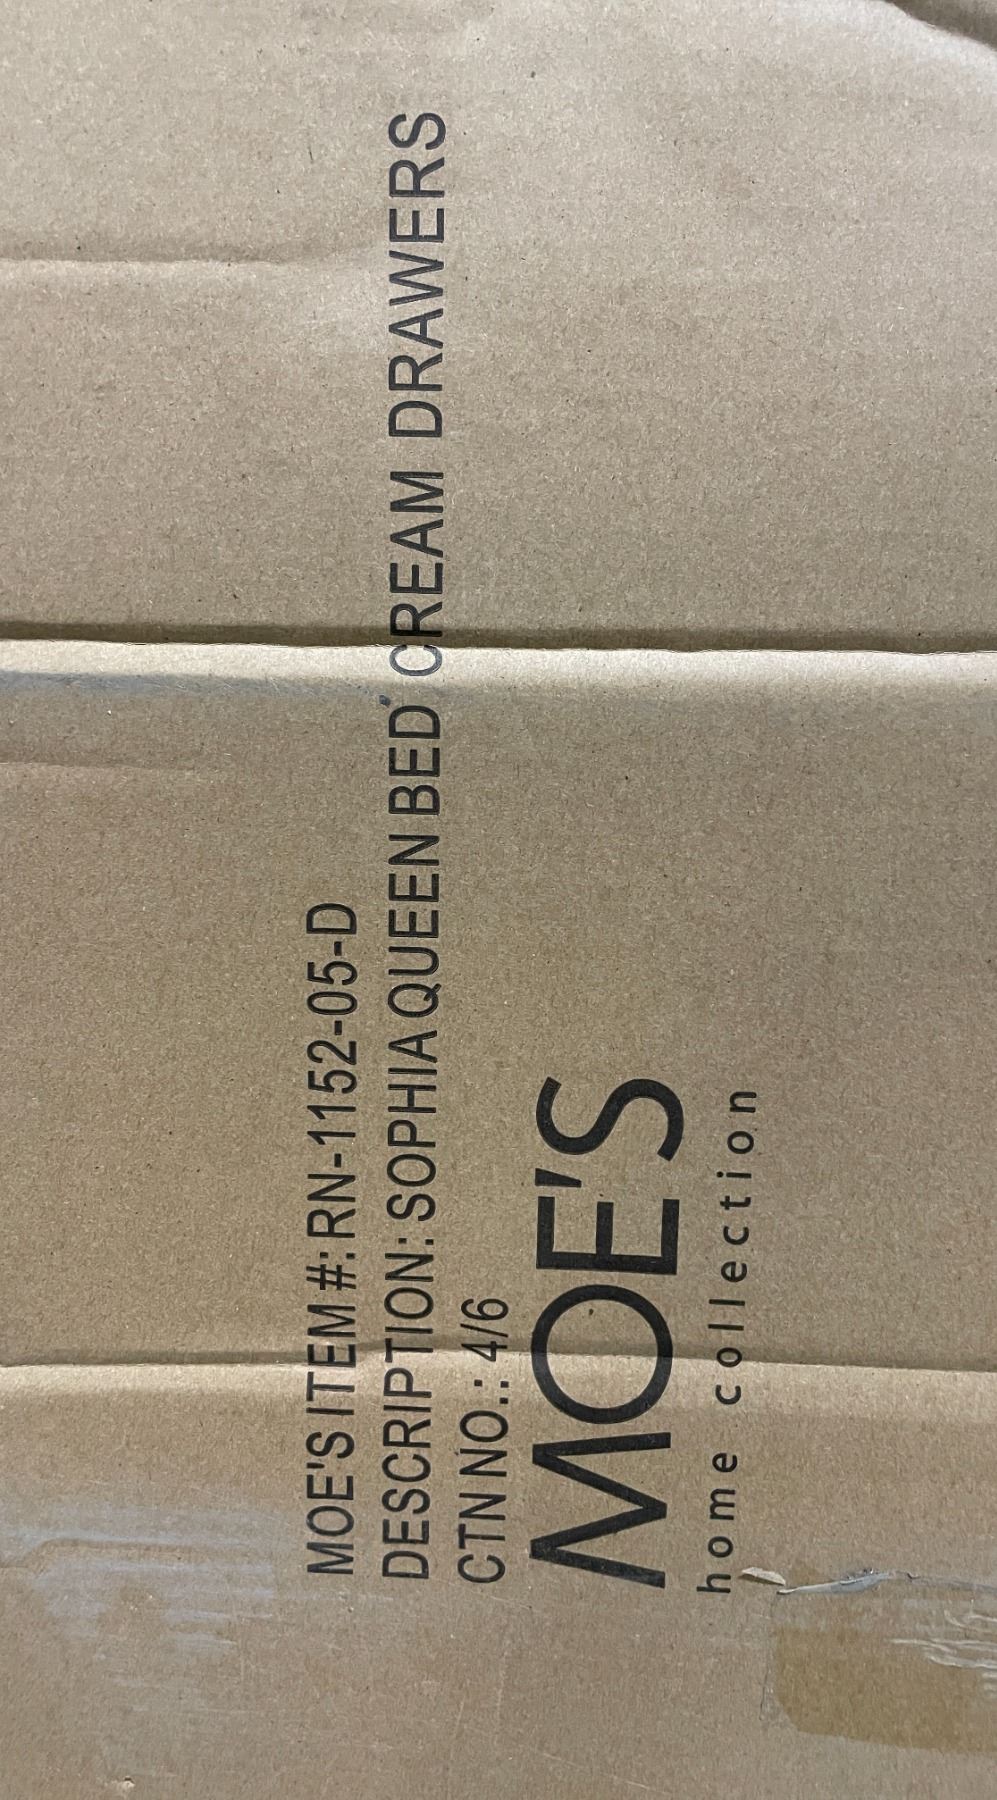 MOE'S ITEM #: RN-1152-05-D
DESCRIPTION: SOPHIA QUEEN BED CREAM DRAWERS
CTN NO.: 4/6
MOE'S
home collection